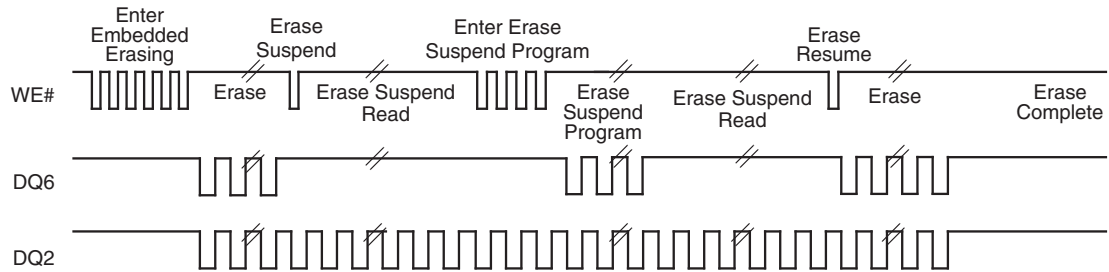 Enter
Embedded
Erasing
Erase
Suspend
Enter Erase
Suspend Program
Erase
Resume
WE#
Erase
Erase Suspend
Read
Erase
Suspend
Program
Erase Suspend
Read
Erase
Erase
Complete
DQ6
DQ2